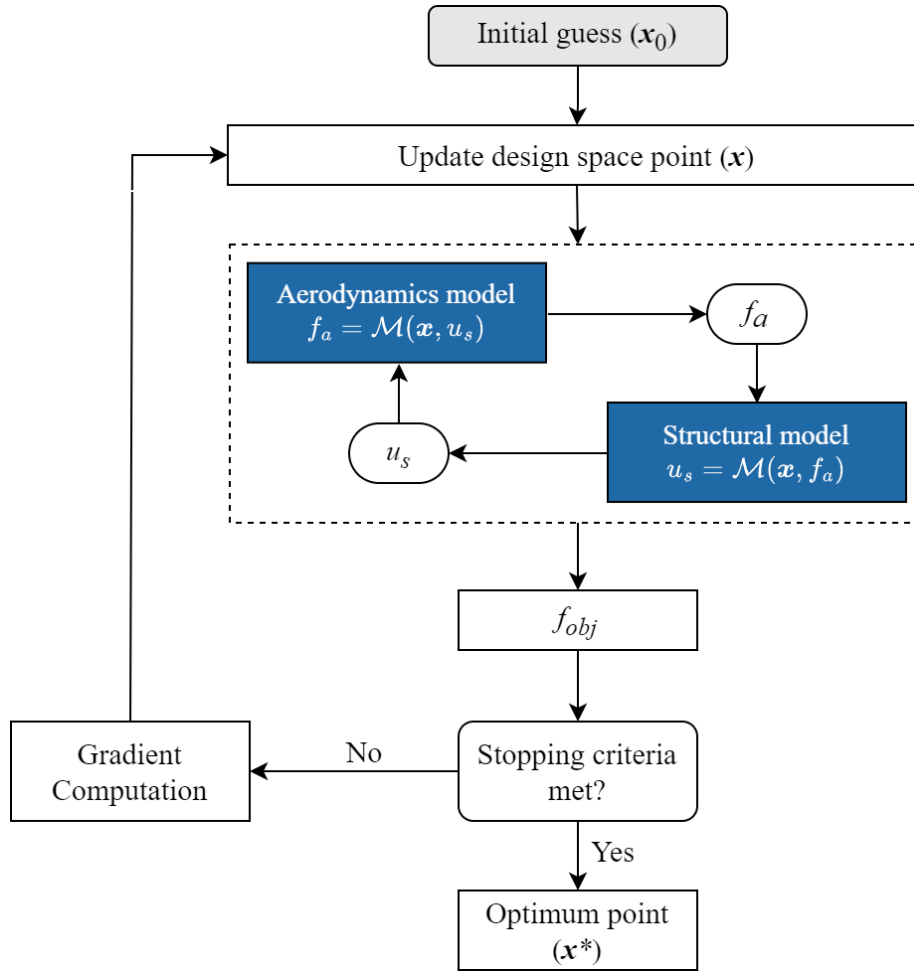 Initial guess (𝒙₀)
Update design space point (𝒙)
Aerodynamics model
fₐ = ℳ(𝒙, uₛ)
fₐ
uₛ
Structural model
uₛ = ℳ(𝒙, fₐ)
f_obj
Gradient
Computation
No
Stopping criteria
met?
Yes
Optimum point
(𝒙*)